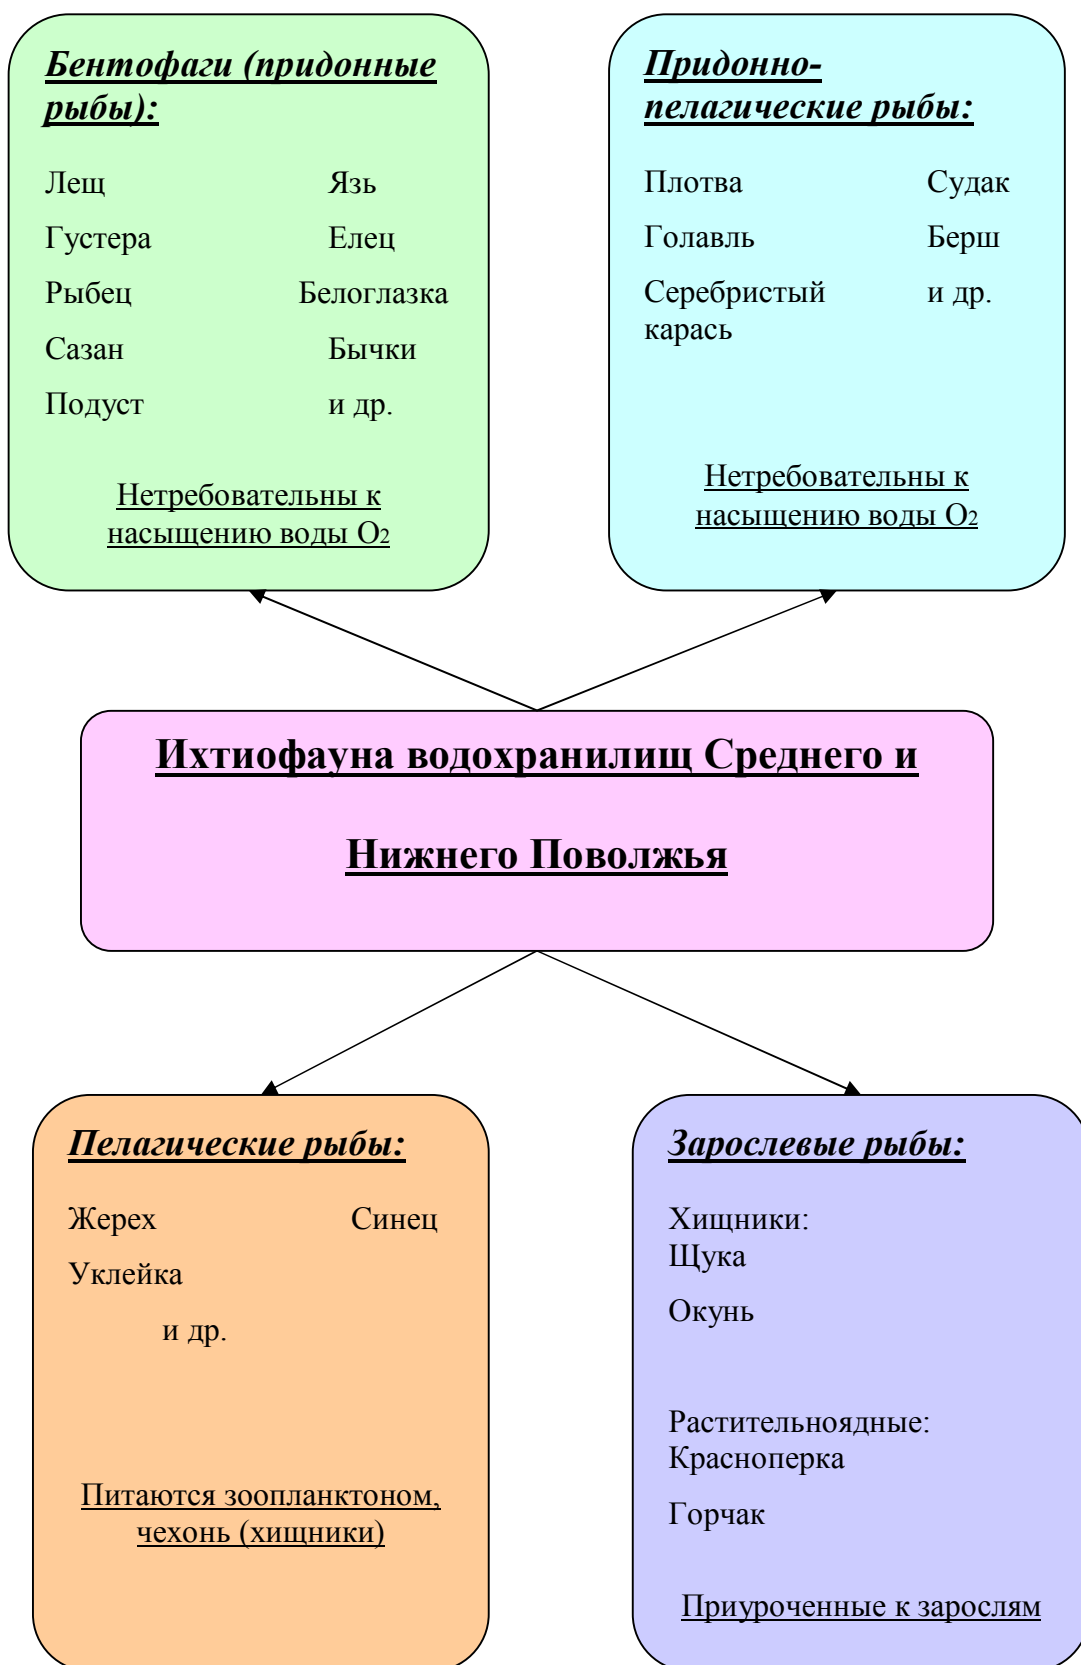 Бентофаги (придонные
рыбы):
Лещ Язь
Густера Елец
Рыбец Белоглазка
Сазан Бычки
Подуст и др.
Нетребовательны к
насыщению воды О2
Придонно-
пелагические рыбы:
Плотва Судак
Голавль Берш
Серебристый и др.
карась
Нетребовательны к
насыщению воды О2
Ихтиофауна водохранилищ Среднего и
Нижнего Поволжья
Пелагические рыбы:
Жерех Синец
Уклейка
и др.
Питаются зоопланктоном,
чехонь (хищники)
Зарослевые рыбы:
Хищники:
Щука
Окунь
Растительноядные:
Красноперка
Горчак
Приуроченные к зарослям